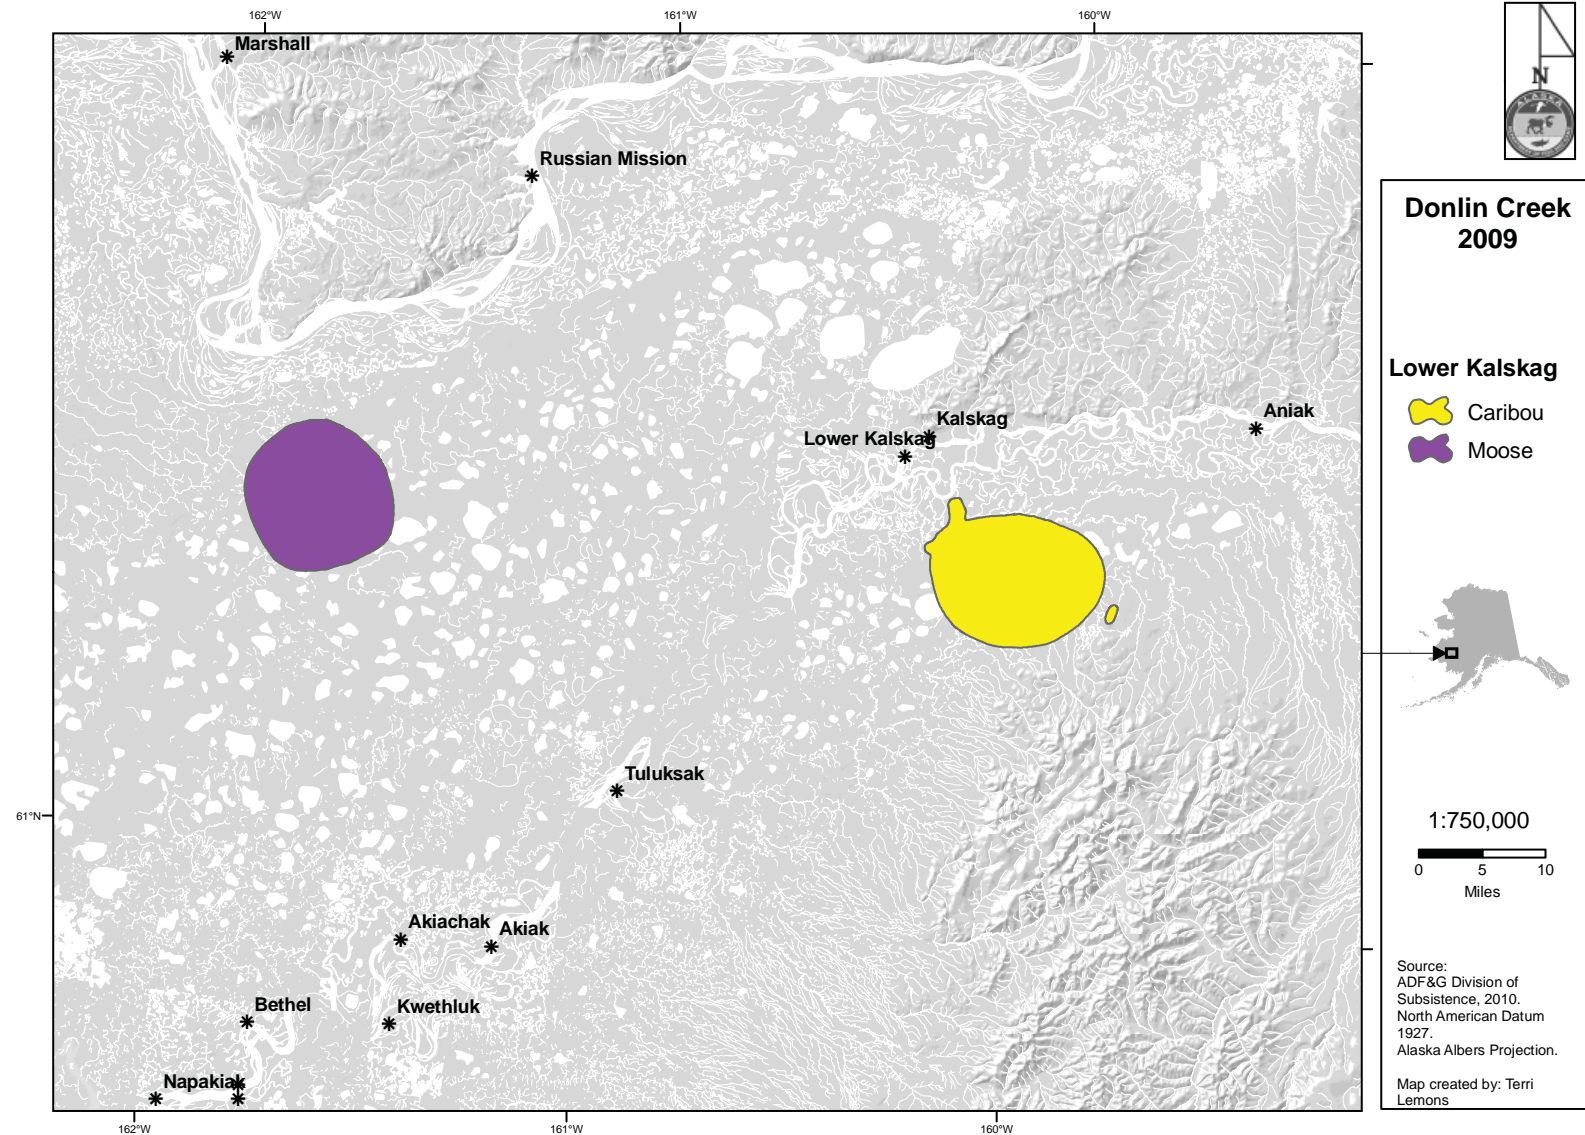 162°W
161°W
160°W
Marshall
Russian Mission
Kalskag
Lower Kalskag
Aniak
Tuluksak
61°N
Akiachak
Akiak
Bethel
Kwethluk
Napakiak
162°W
161°W
160°W
N
ALASKA
Donlin Creek
2009
Lower Kalskag
Caribou
Moose
1:750,000
0 5 10
Miles
Source:
ADF&G Division of
Subsistence, 2010.
North American Datum
1927.
Alaska Albers Projection.
Map created by: Terri
Lemons